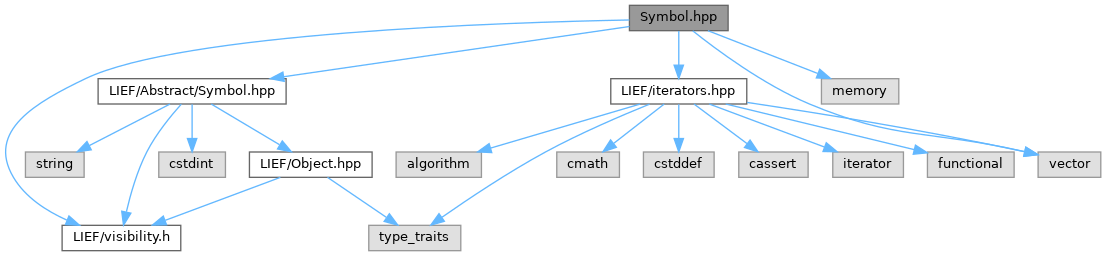 Symbol.hpp
LIEF/Abstract/Symbol.hpp
LIEF/iterators.hpp
memory
string
cstdint
LIEF/Object.hpp
algorithm
cmath
cstddef
cassert
iterator
functional
vector
LIEF/visibility.h
type_traits